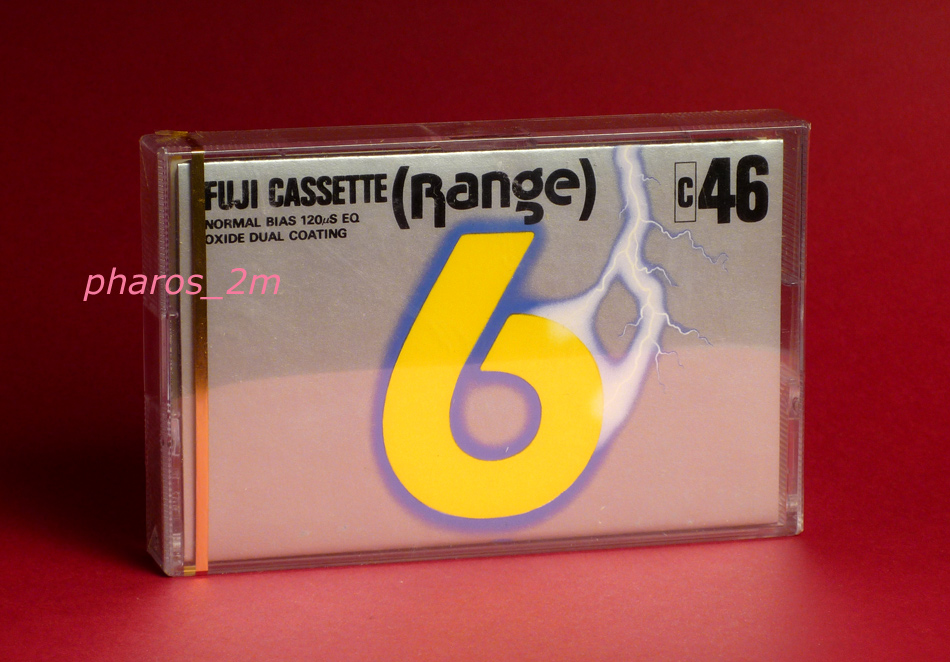 FUJI CASSETTE (Range) C46
NORMAL BIAS 120µS EQ
OXIDE DUAL COATING
pharos_2m
6